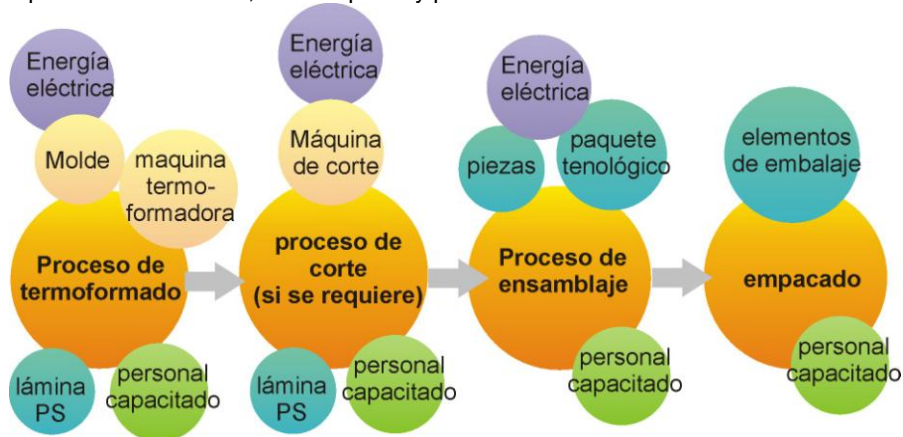 Energía
eléctrica
Molde
maquina
termo-
formadora
Proceso de
termoformado
lámina
PS
personal
capacitado
Energía
eléctrica
Máquina
de corte
proceso de
corte
(si se requiere)
lámina
PS
personal
capacitado
Energía
eléctrica
piezas
paquete
tenológico
Proceso de
ensamblaje
personal
capacitado
elementos
de embalaje
empacado
personal
capacitado